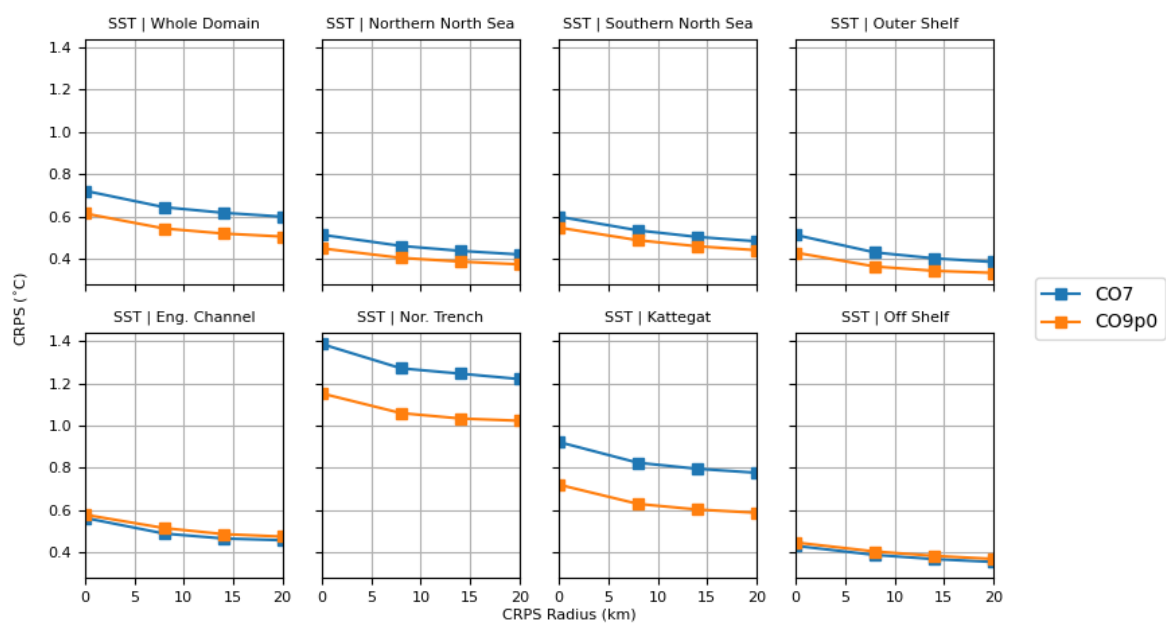 SST | Whole Domain
SST | Northern North Sea
SST | Southern North Sea
SST | Outer Shelf
1.4
1.2
1.0
0.8
0.6
0.4
CRPS (˚C)
SST | Eng. Channel
SST | Nor. Trench
SST | Kattegat
SST | Off Shelf
1.4
1.2
1.0
0.8
0.6
0.4
0 5 10 15 20
0 5 10 15 20
0 5 10 15 20
0 5 10 15 20
CRPS Radius (km)
CO7
CO9p0